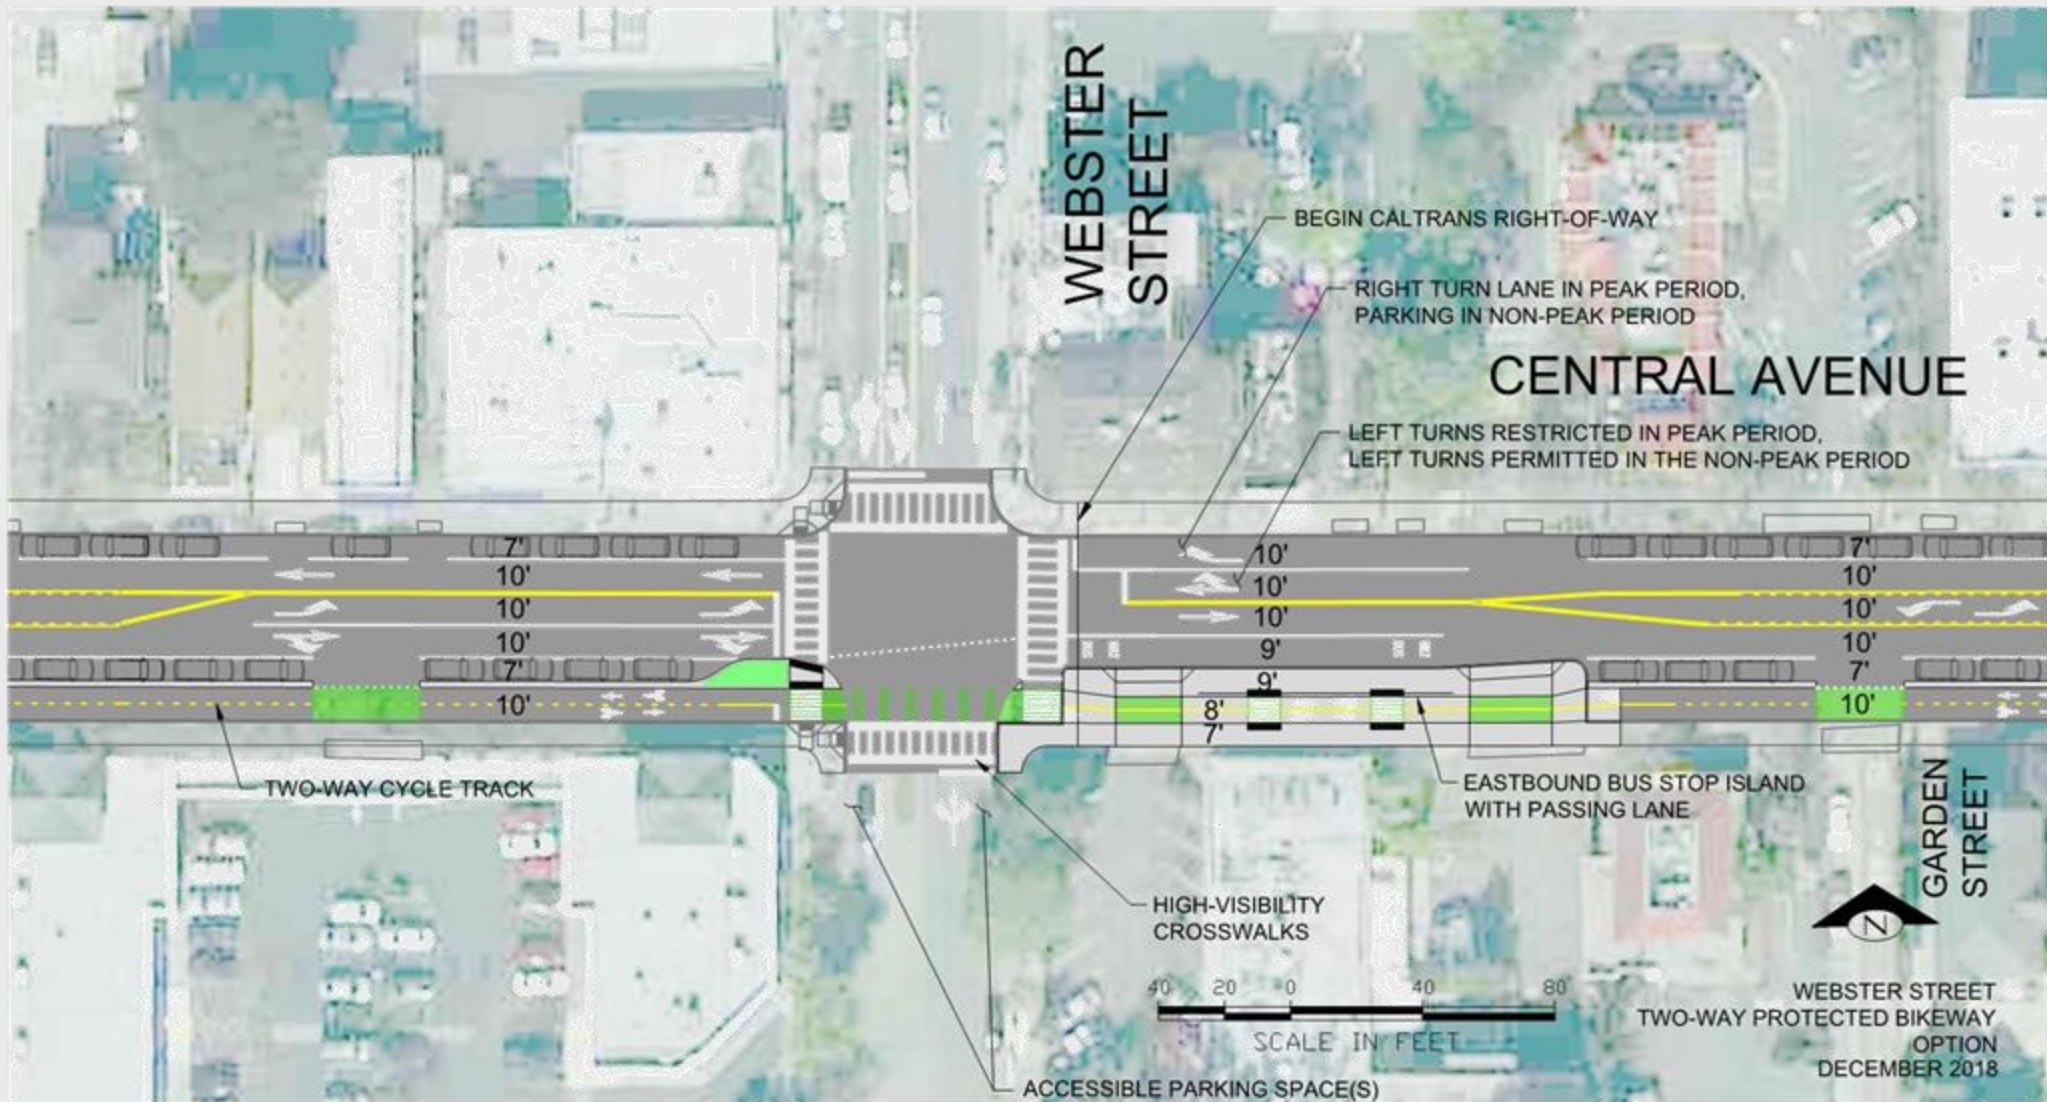 WEBSTER
STREET
BEGIN CALTRANS RIGHT-OF-WAY
RIGHT TURN LANE IN PEAK PERIOD,
PARKING IN NON-PEAK PERIOD
CENTRAL AVENUE
LEFT TURNS RESTRICTED IN PEAK PERIOD,
LEFT TURNS PERMITTED IN THE NON-PEAK PERIOD
7'
10'
10'
10'
7'
10'
10'
10'
10'
9'
9'
8'
7'
7'
10'
10'
10'
7'
10'
BUS
BUS
TWO-WAY CYCLE TRACK
EASTBOUND BUS STOP ISLAND
WITH PASSING LANE
GARDEN
STREET
HIGH-VISIBILITY
CROSSWALKS
N
40 20 0 40 80
SCALE IN FEET
ACCESSIBLE PARKING SPACE(S)
WEBSTER STREET
TWO-WAY PROTECTED BIKEWAY
OPTION
DECEMBER 2018